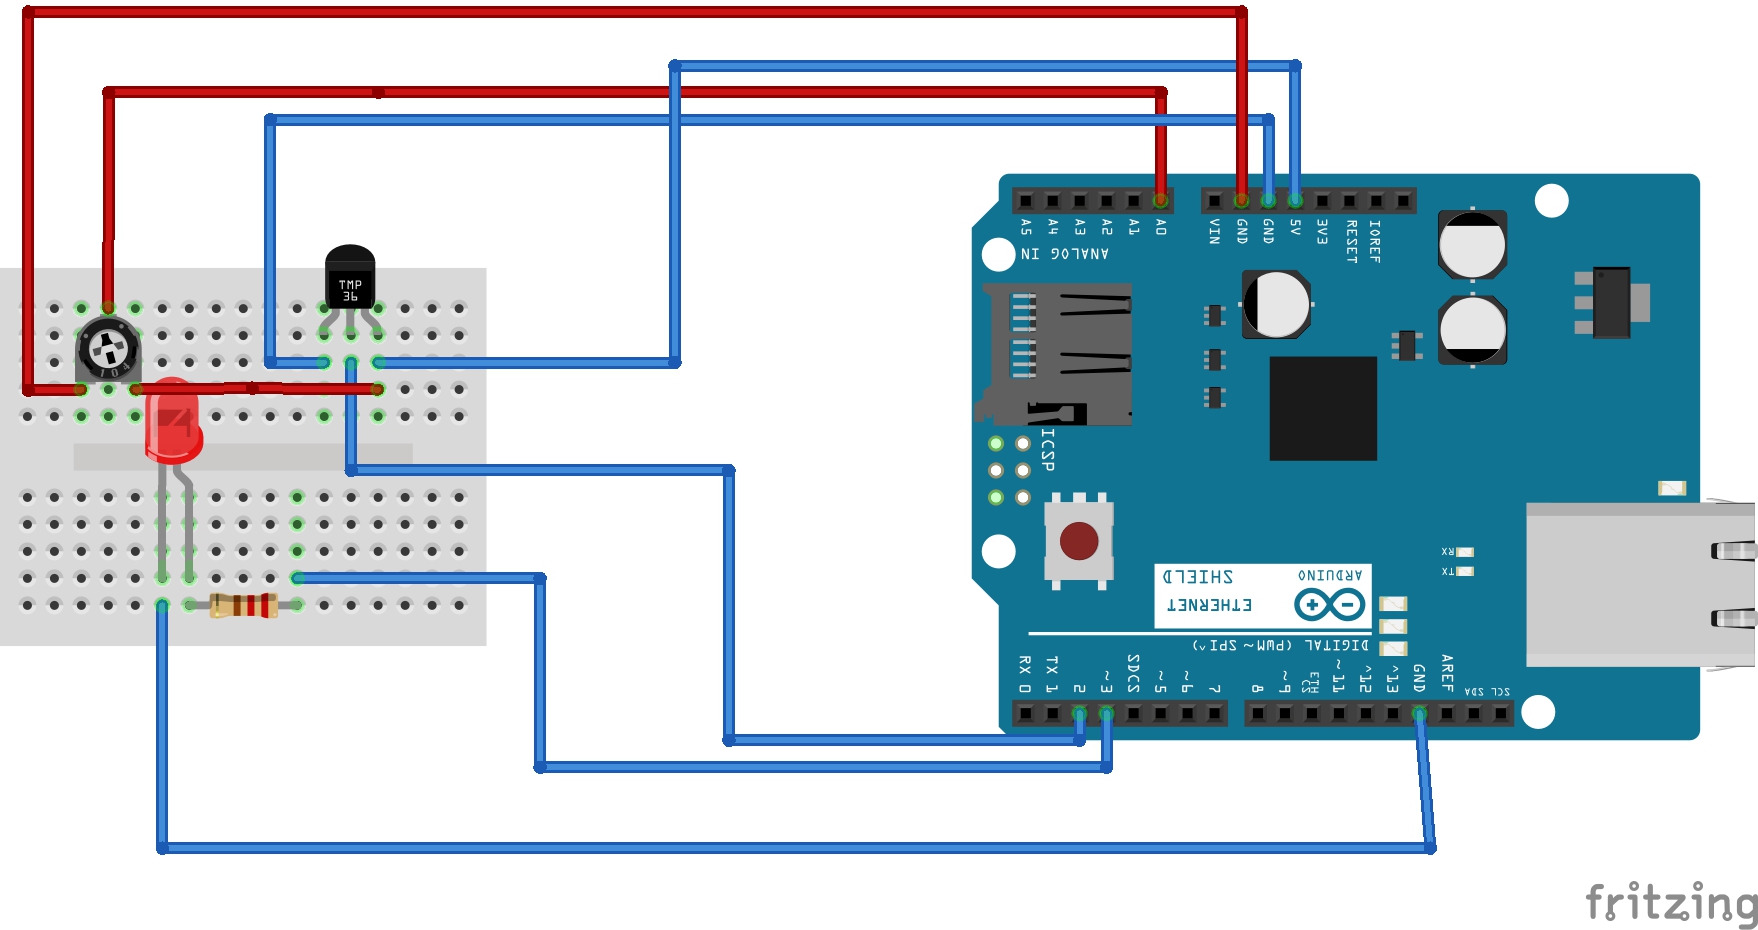 TMP
36
104
A5
A4
A3
A2
A1
A0
VIN
GND
GND
5V
3V3
RESET
IOREF
ANALOG IN
ICSP
RX
TX
SHIELD
ARDUINO
ETHERNET
DIGITAL (PWM~ SPI^)
RX 0
TX 1
2
~3
SDCS
~5
~6
7
8
~9
ETH
CS
~11
^12
^13
GND
AREF
SDA
SCL
fritzing